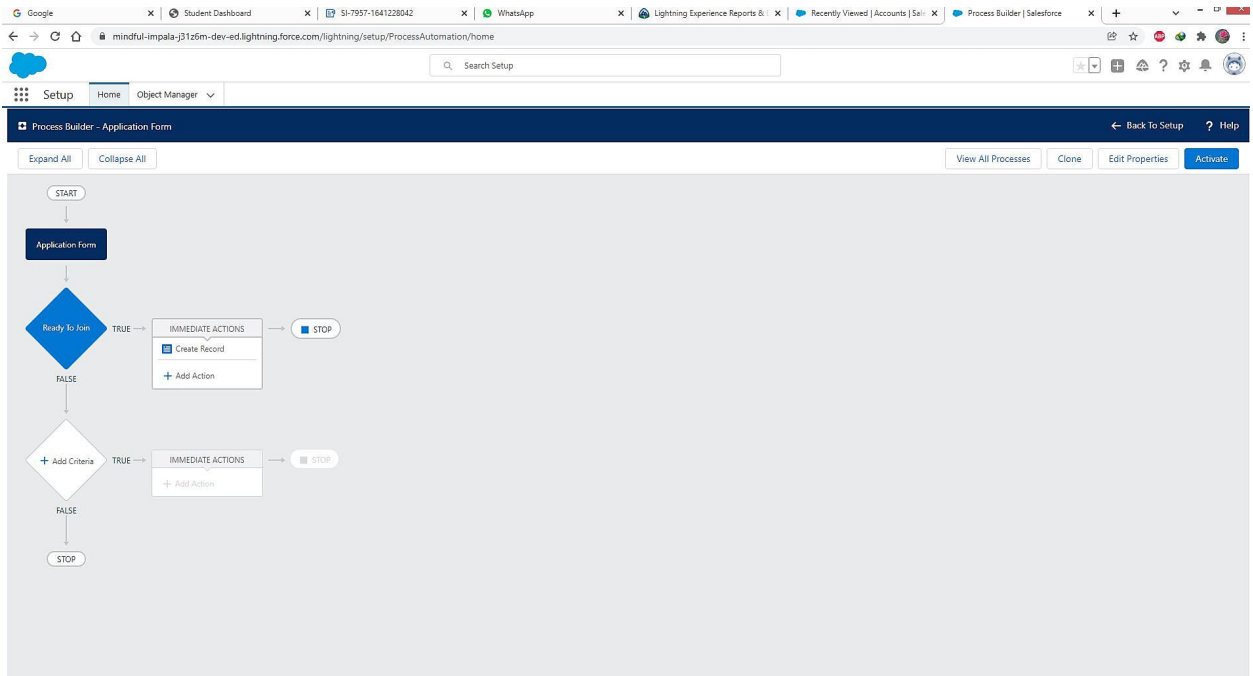 Google Student Dashboard SI-7957-1641228042 WhatsApp Lightning Experience Reports & Recently Viewed | Accounts | Sale Process Builder | Salesforce
mindful-impala-j31z6m-dev-ed.lightning.force.com/lightning/setup/ProcessAutomation/home
ABP
Search Setup
Setup Home Object Manager
Process Builder - Application Form Back To Setup ? Help
Expand All Collapse All View All Processes Clone Edit Properties Activate
START
Application Form
Ready To Join TRUE IMMEDIATE ACTIONS STOP
Create Record
+ Add Action
FALSE
+ Add Criteria TRUE IMMEDIATE ACTIONS STOP
+ Add Action
FALSE
STOP